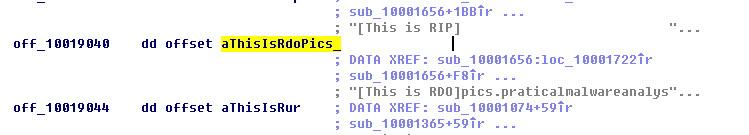 ; sub_10001656+1BB↑r ...
; "[This is RIP] "...
off_10019040 dd offset aThisIsRdoPics_
; DATA XREF: sub_10001656:loc_10001722↑r
; sub_10001656+F8↑r ...
; "[This is RDO]pics.praticalmalwareanalys"...
off_10019044 dd offset aThisIsRur ; DATA XREF: sub_10001074+59↑r
; sub_10001365+59↑r ...